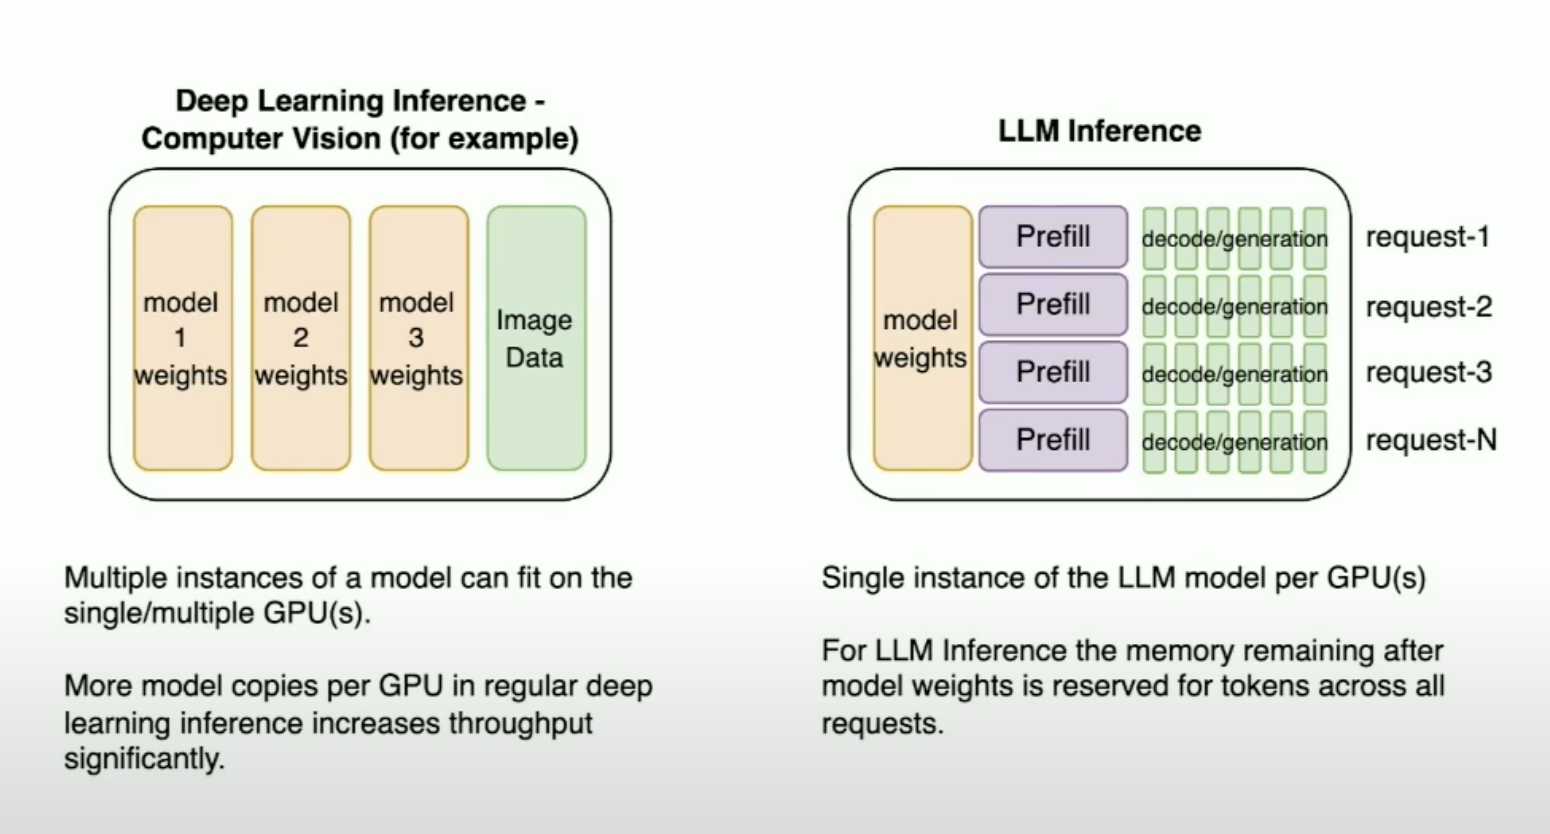 Deep Learning Inference -
Computer Vision (for example)
model
1
weights
model
2
weights
model
3
weights
Image
Data
Multiple instances of a model can fit on the
single/multiple GPU(s).
More model copies per GPU in regular deep
learning inference increases throughput
significantly.
LLM Inference
model
weights
Prefill
decode/generation
request-1
Prefill
decode/generation
request-2
Prefill
decode/generation
request-3
Prefill
decode/generation
request-N
Single instance of the LLM model per GPU(s)
For LLM Inference the memory remaining after
model weights is reserved for tokens across all
requests.